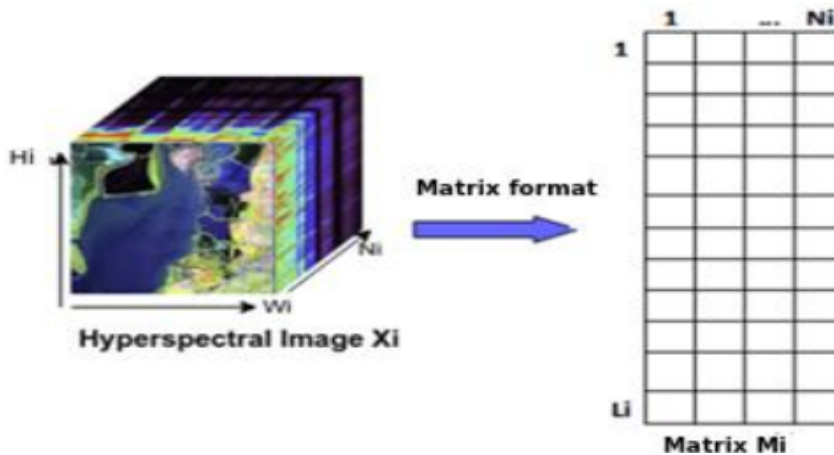 1 ... Ni
1
Hi
Matrix format
Ni
Wi
Hyperspectral Image Xi
Li
Matrix Mi